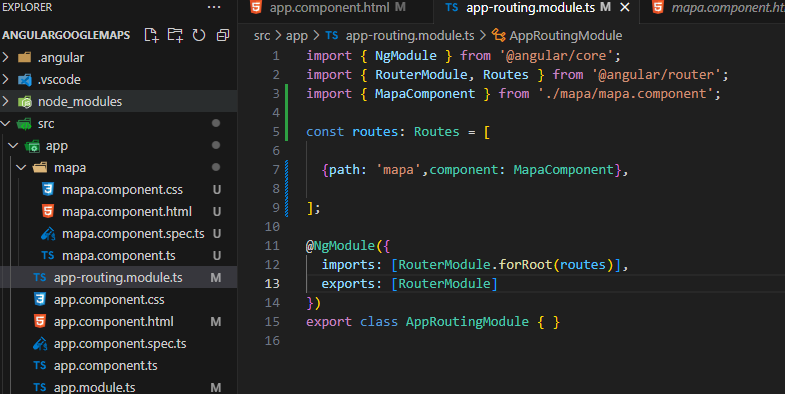 EXPLORER
ANGULARGOOGLEMAPS
.angular
.vscode
node_modules
src
app
mapa
mapa.component.css U
mapa.component.html U
mapa.component.spec.ts U
mapa.component.ts U
TS app-routing.module.ts M
app.component.css
app.component.html M
app.component.spec.ts
TS app.component.ts
TS app.module.ts M
app.component.html M
TS app-routing.module.ts M
mapa.component.ht
src > app > TS app-routing.module.ts > AppRoutingModule
1 import { NgModule } from '@angular/core';
2 import { RouterModule, Routes } from '@angular/router';
3 import { MapaComponent } from './mapa/mapa.component';
4
5 const routes: Routes = [
6
7 {path: 'mapa',component: MapaComponent},
8
9 ];
10
11 @NgModule({
12 imports: [RouterModule.forRoot(routes)],
13 exports: [RouterModule]
14 })
15 export class AppRoutingModule { }
16